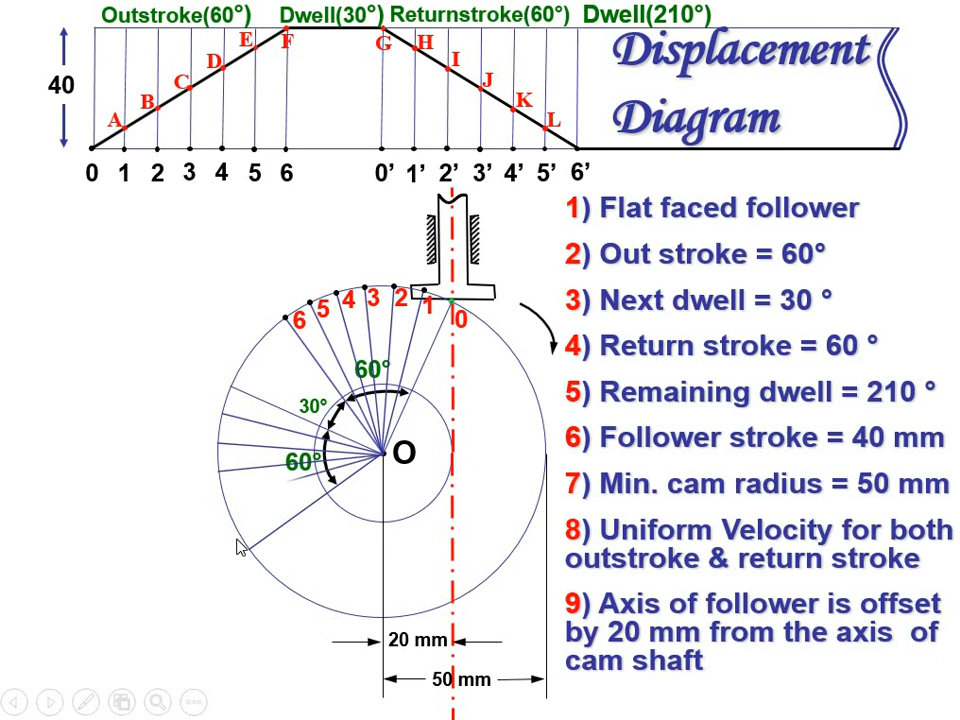 Outstroke(60°) Dwell(30°) Returnstroke(60°) Dwell(210°)
Displacement
Diagram
40
A B C D E F G H I J K L
0 1 2 3 4 5 6 0’ 1’ 2’ 3’ 4’ 5’ 6’
1) Flat faced follower
2) Out stroke = 60°
3) Next dwell = 30 °
4) Return stroke = 60 °
5) Remaining dwell = 210 °
6) Follower stroke = 40 mm
7) Min. cam radius = 50 mm
8) Uniform Velocity for both
outstroke & return stroke
9) Axis of follower is offset
by 20 mm from the axis of
cam shaft
6 5 4 3 2 1 0
60°
30°
60°
O
20 mm
50 mm